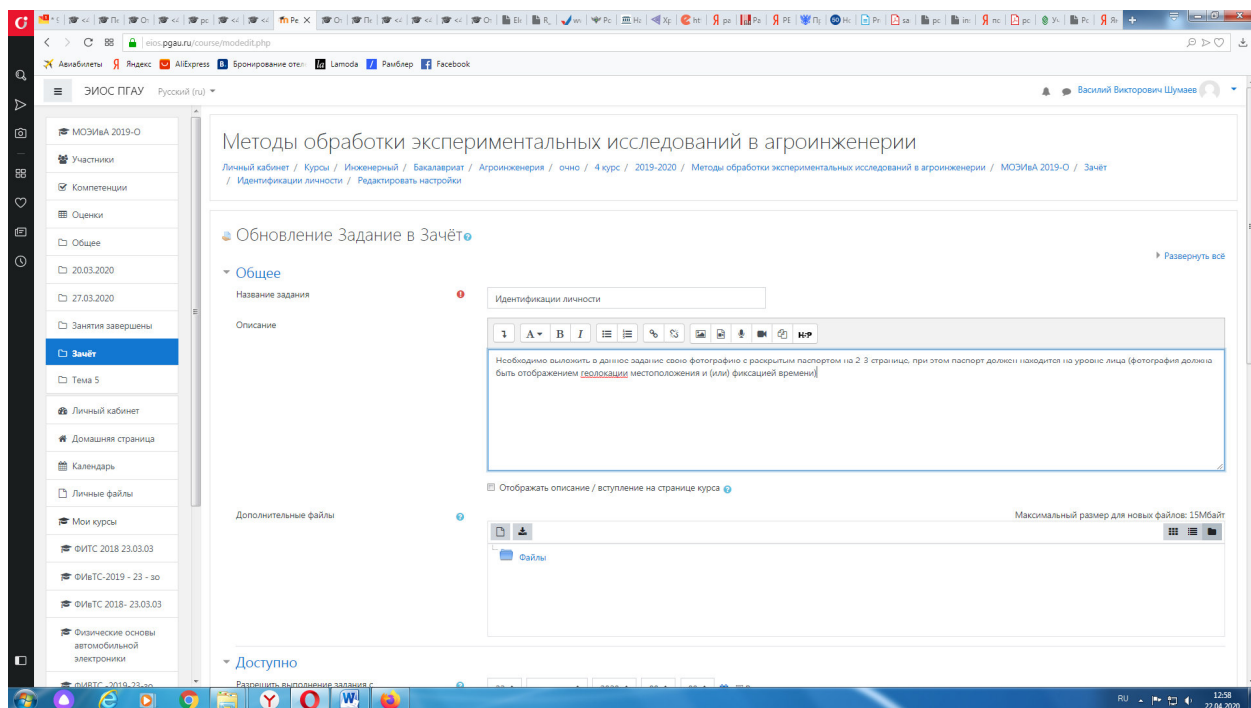 eios.pgau.ru/course/modedit.php
Авиабилеты Яндекс AliExpress Бронирование отел Lamoda Рамблер Facebook
ЭИОС ПГАУ Русский (ru)
Василий Викторович Шумаев
МОЭИвА 2019-О
Участники
Компетенции
Оценки
Общее
20.03.2020
27.03.2020
Занятия завершены
Зачёт
Тема 5
Личный кабинет
Домашняя страница
Календарь
Личные файлы
Мои курсы
ФИТС 2018 23.03.03
ФИвТС-2019 - 23 - зо
ФИвТС 2018- 23.03.03
Физические основы
автомобильной
электроники
ФИВТС -2019-23-зо
Методы обработки экспериментальных исследований в агроинженерии
Личный кабинет / Курсы / Инженерный / Бакалавриат / Агроинженерия / очно / 4 курс / 2019-2020 / Методы обработки экспериментальных исследований в агроинженерии / МОЭИвА 2019-О / Зачёт
/ Идентификации личности / Редактировать настройки
Обновление Задание в Зачёт
Развернуть всё
Общее
Название задания
Идентификации личности
Описание
Необходимо выложить в данное задание свою фотографию с раскрытым паспортом на 2-3 странице, при этом паспорт должен находится на уровне лица (фотография должна
быть отображением геолокации местоположения и (или) фиксацией времени)
Отображать описание / вступление на странице курса
Дополнительные файлы
Максимальный размер для новых файлов: 15Мбайт
Файлы
Доступно
Разрешить выполнение задания с
RU
12:58
22.04.2020